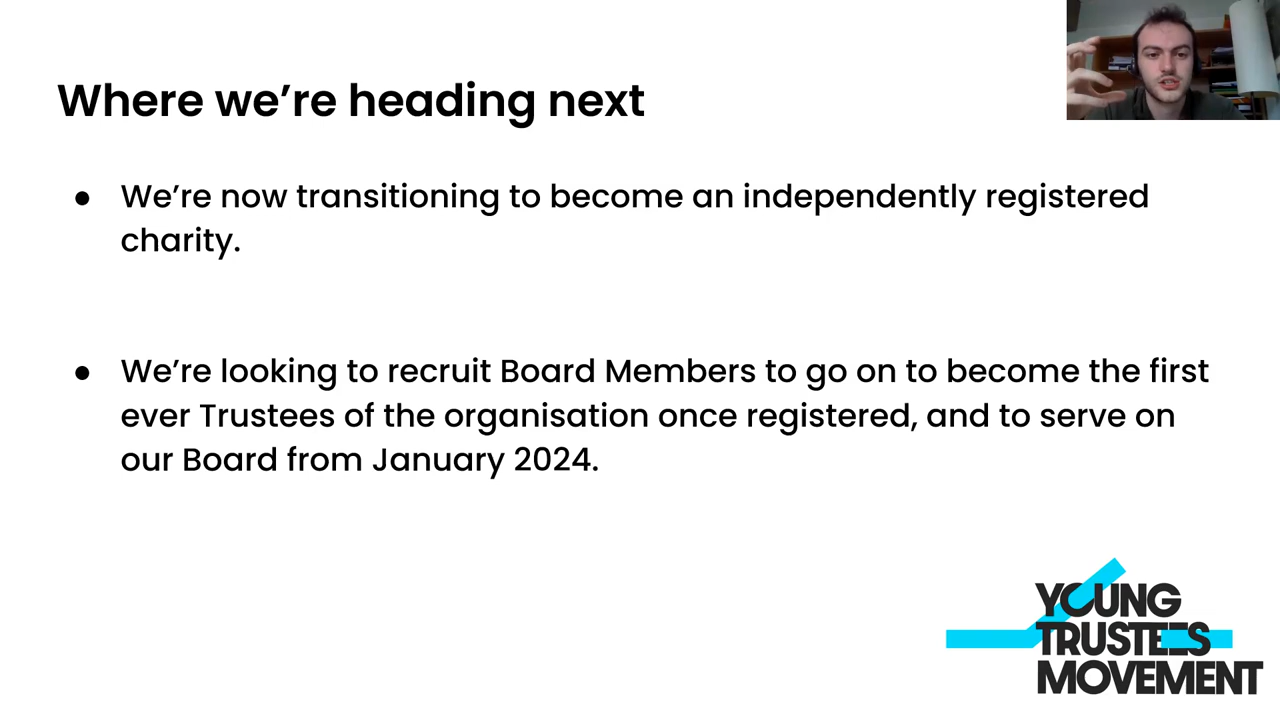 Where we’re heading next
● We’re now transitioning to become an independently registered
charity.
● We’re looking to recruit Board Members to go on to become the first
ever Trustees of the organisation once registered, and to serve on
our Board from January 2024.
YOUNG
TRUSTEES
MOVEMENT